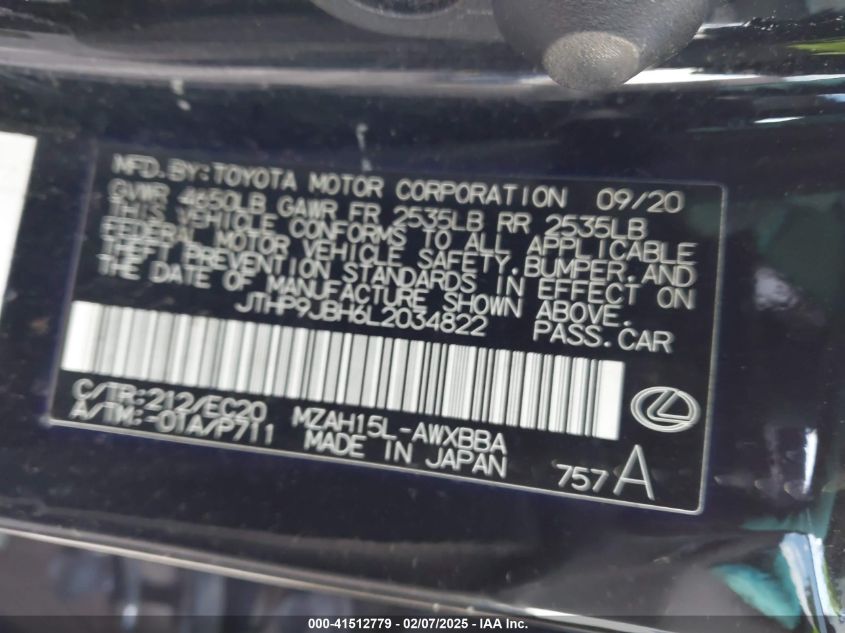 MFD.BY:TOYOTA MOTOR CORPORATION 09/20
GVWR 4650LB GAWR FR 2535LB RR 2535LB
THIS VEHICLE CONFORMS TO ALL APPLICABLE
FEDERAL MOTOR VEHICLE SAFETY,BUMPER,AND
THEFT PREVENTION STANDARDS IN EFFECT ON
THE DATE OF MANUFACTURE SHOWN ABOVE.
JTHP9JBH6L2034822 PASS.CAR
C/TR:212/EC20 MZAH15L-AWXBBA
A/TM:-01A/P711 MADE IN JAPAN
757A
000-41512779 - 02/07/2025 - IAA Inc.